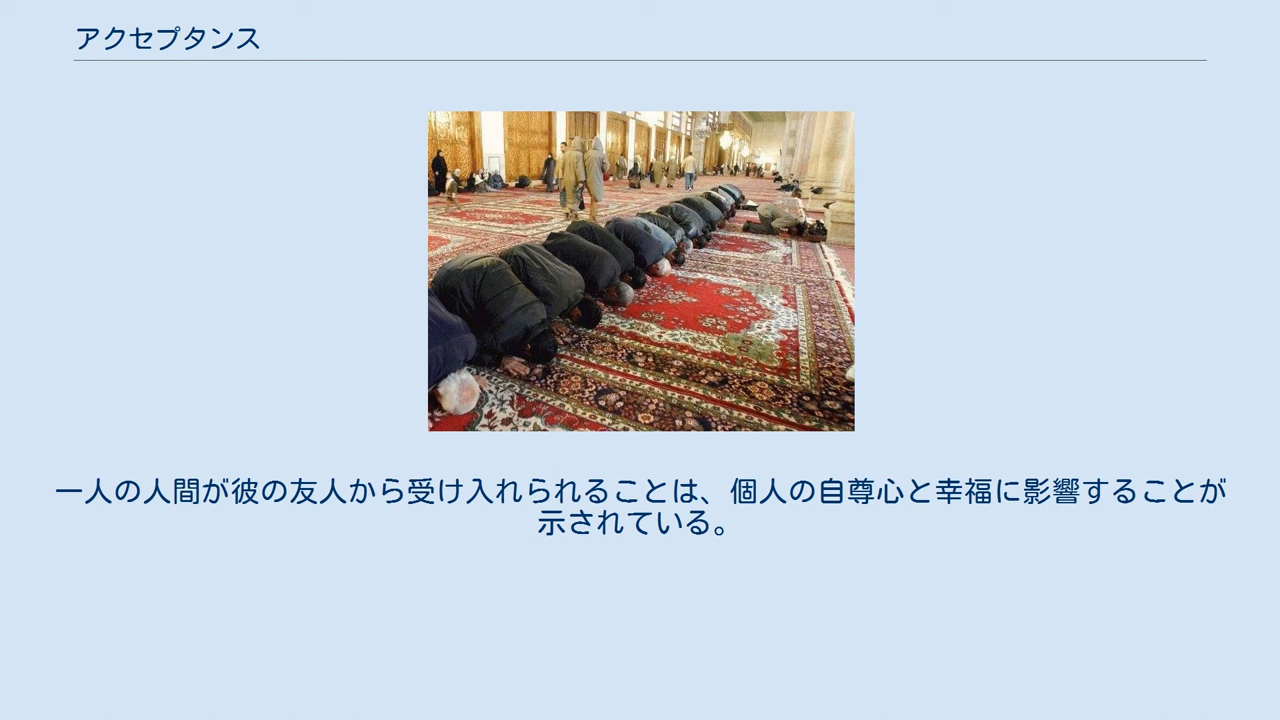 アクセプタンス
一人の人間が彼の友人から受け入れられることは、個人の自尊心と幸福に影響することが
示されている。